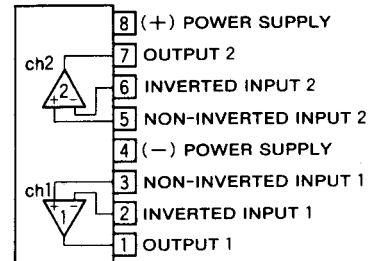 8 (+) POWER SUPPLY
7 OUTPUT 2
ch2
6 INVERTED INPUT 2
2
+ −
5 NON-INVERTED INPUT 2
4 (−) POWER SUPPLY
3 NON-INVERTED INPUT 1
ch1
+ −
1
2 INVERTED INPUT 1
1 OUTPUT 1